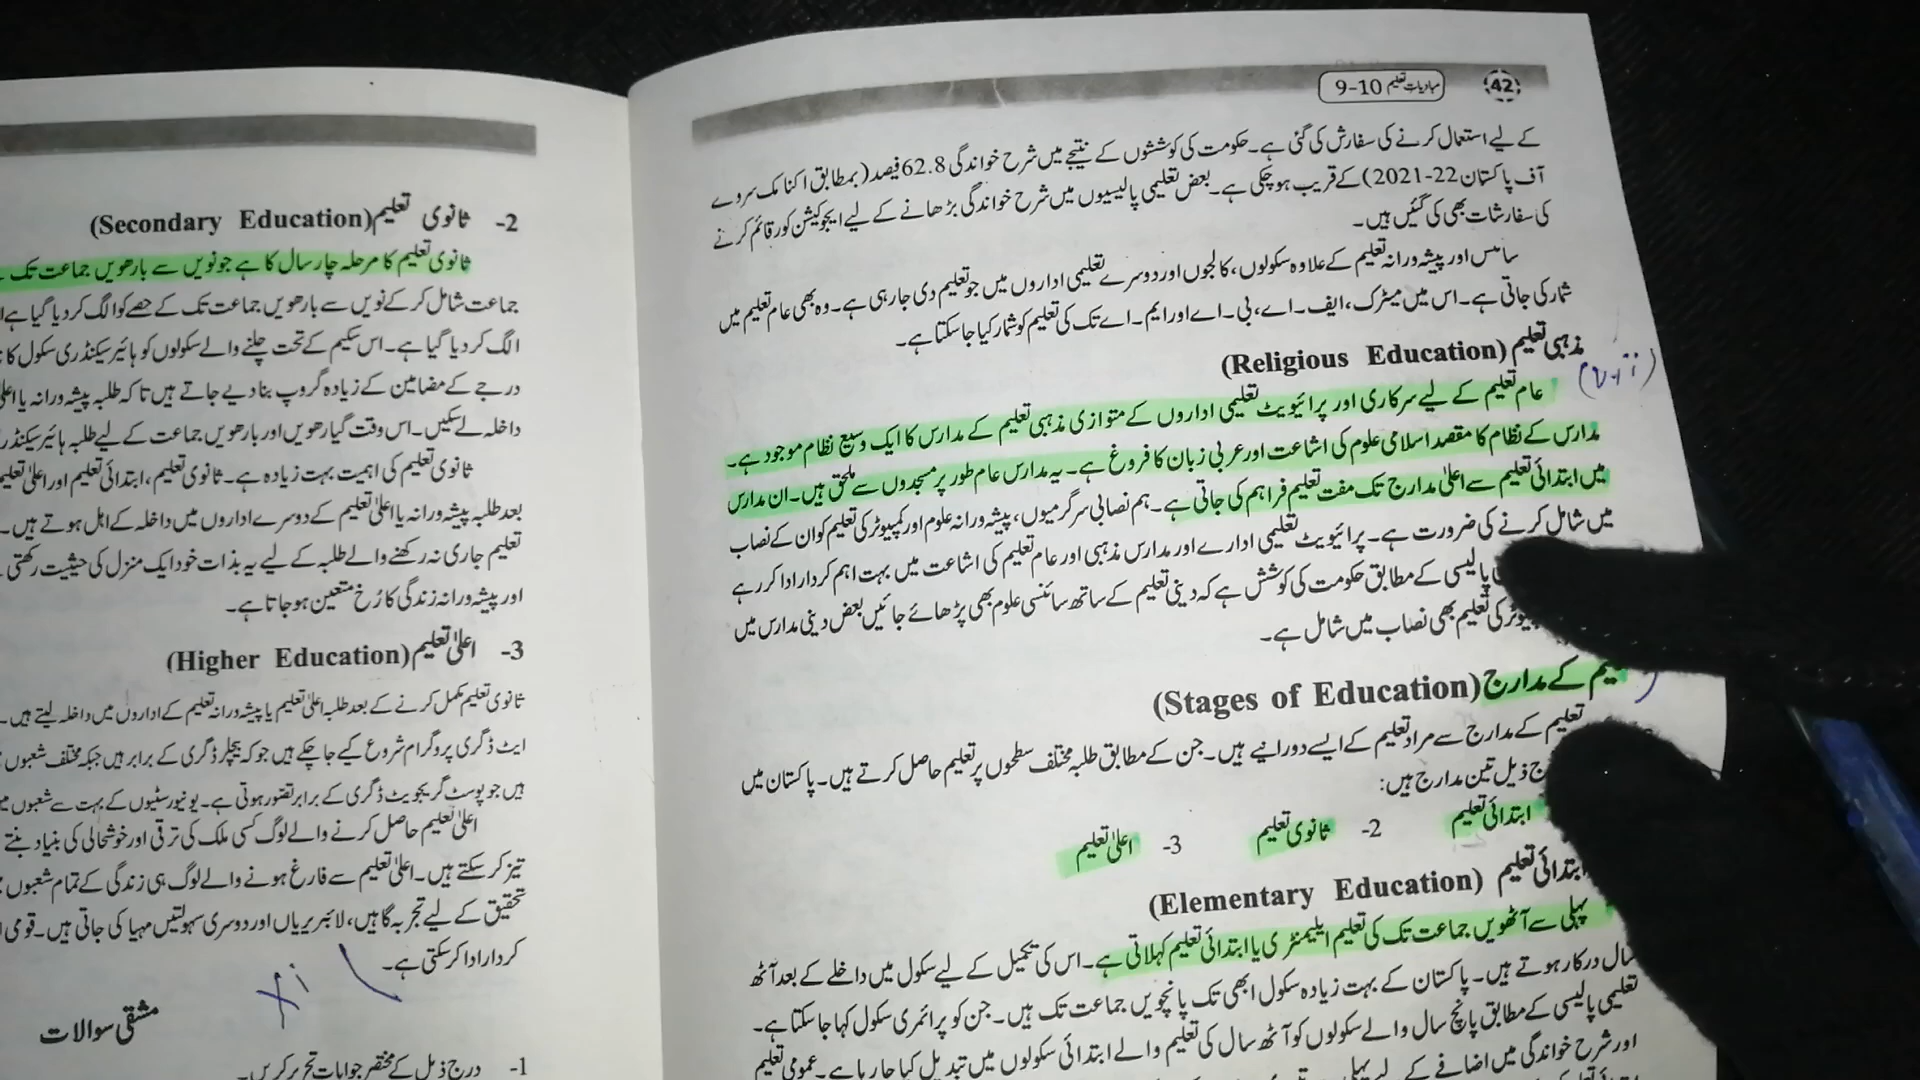 42
مبادیات تعلیم 10-9
کے لیے استعمال کرنے کی سفارش کی گئی ہے۔ حکومت کی کوششوں کے نتیجے میں شرح خواندگی 62.8 فیصد (بمطابق اکنامک سروے
آف پاکستان 22-2021) کے قریب ہو چکی ہے۔ بعض تعلیمی پالیسیوں میں شرح خواندگی بڑھانے کے لیے ایجوکیشن کور قائم کرنے
کی سفارشات بھی کی گئیں ہیں۔
سائنس اور پیشہ ورانہ تعلیم کے علاوہ سکولوں، کالجوں اور دوسرے تعلیمی اداروں میں جو تعلیم دی جا رہی ہے۔ وہ بھی عام تعلیم میں
شمار کی جاتی ہے۔ اس میں میٹرک، ایف۔اے، بی۔اے اور ایم۔اے تک کی تعلیم کو شمار کیا جا سکتا ہے۔
مذہبی تعلیم (Religious Education)
عام تعلیم کے لیے سرکاری اور پرائیویٹ تعلیمی اداروں کے متوازی مذہبی تعلیم کے مدارس کا ایک وسیع نظام موجود ہے۔
مدارس کے نظام کا مقصد اسلامی علوم کی اشاعت اور عربی زبان کا فروغ ہے۔ یہ مدارس عام طور پر مسجدوں سے ملحق ہیں۔ ان مدارس
میں ابتدائی تعلیم سے اعلیٰ مدارج تک مفت تعلیم فراہم کی جاتی ہے۔ ہم نصابی سرگرمیوں، پیشہ ورانہ علوم اور کمپیوٹر کی تعلیم کو ان کے نصاب
میں شامل کرنے کی ضرورت ہے۔ پرائیویٹ تعلیمی ادارے اور مدارس مذہبی اور عام تعلیم کی اشاعت میں بہت اہم کردار ادا کر رہے
پالیسی کے مطابق حکومت کی کوشش ہے کہ دینی تعلیم کے ساتھ سائنسی علوم بھی پڑھائے جائیں بعض دینی مدارس میں
کی تعلیم بھی نصاب میں شامل ہے۔
کے مدارج (Stages of Education)
تعلیم کے مدارج سے مراد تعلیم کے ایسے دورانیے ہیں۔ جن کے مطابق طلبہ مختلف سطحوں پر تعلیم حاصل کرتے ہیں۔ پاکستان میں
ذیل تین مدارج ہیں:
ابتدائی تعلیم 2- ثانوی تعلیم 3- اعلیٰ تعلیم
ابتدائی تعلیم (Elementary Education)
پہلی سے آٹھویں جماعت تک کی تعلیم ایلیمنٹری یا ابتدائی تعلیم کہلاتی ہے۔ اس کی تکمیل کے لیے سکول میں داخلے کے بعد آٹھ
سال درکار ہوتے ہیں۔ پاکستان کے بہت زیادہ سکول ابھی تک پانچویں جماعت تک ہیں۔ جن کو پرائمری سکول کہا جا سکتا ہے۔
تعلیمی پالیسی کے مطابق پانچ سال والے سکولوں کو آٹھ سال کی تعلیم والے ابتدائی سکولوں میں تبدیل کیا جا رہا ہے۔ عمومی تعلیم
اور شرح خواندگی میں اضافے کے لیے پہلی
2- ثانوی تعلیم (Secondary Education)
ثانوی تعلیم کا مرحلہ چار سال کا ہے جو نویں سے بارھویں جماعت تک
جماعت شامل کر کے نویں سے بارھویں جماعت تک کے حصے کو الگ کر دیا گیا ہے
الگ کر دیا گیا ہے۔ اس سکیم کے تحت چلنے والے سکولوں کو ہائیر سیکنڈری سکول کا
درجے کے مضامین کے زیادہ گروپ بنا دیے جاتے ہیں تاکہ طلبہ پیشہ ورانہ یا
داخلہ لے سکیں۔ اس وقت گیارھویں اور بارھویں جماعت کے لیے طلبہ ہائیر
ثانوی تعلیم کی اہمیت بہت زیادہ ہے۔ ثانوی تعلیم، ابتدائی تعلیم اور اعلیٰ
بعد طلبہ پیشہ ورانہ یا اعلیٰ تعلیم کے دوسرے اداروں میں داخلہ کے اہل ہوتے ہیں۔
تعلیم جاری نہ رکھنے والے طلبہ کے لیے یہ بذات خود ایک منزل کی حیثیت رکھتی
اور پیشہ ورانہ زندگی کا رُخ متعین ہو جاتا ہے۔
3- اعلیٰ تعلیم (Higher Education)
ثانوی تعلیم مکمل کرنے کے بعد طلبہ اعلیٰ تعلیم یا پیشہ ورانہ تعلیم کے اداروں میں داخلہ لیتے ہیں۔
ایٹ ڈگری پروگرام شروع کیے جا چکے ہیں جو کہ بیچلر ڈگری کے برابر ہیں جبکہ مختلف شعبوں
ہیں جو پوسٹ گریجویٹ ڈگری کے برابر تصور ہوتی ہے۔ یونیورسٹیوں کے بہت سے شعبوں
اعلیٰ تعلیم حاصل کرنے والے لوگ کسی ملک کی ترقی اور خوشحالی کی بنیاد بنتے
تیز کر سکتے ہیں۔ اعلیٰ تعلیم سے فارغ ہونے والے لوگ ہی زندگی کے تمام شعبوں
تحقیق کے لیے تجربہ گاہیں، لائبریریاں اور دوسری سہولتیں مہیا کی جاتی ہیں۔ قومی
کردار ادا کر سکتی ہے۔
xi
مشقی سوالات
1- درج ذیل کے مختصر جوابات تحریر کریں۔